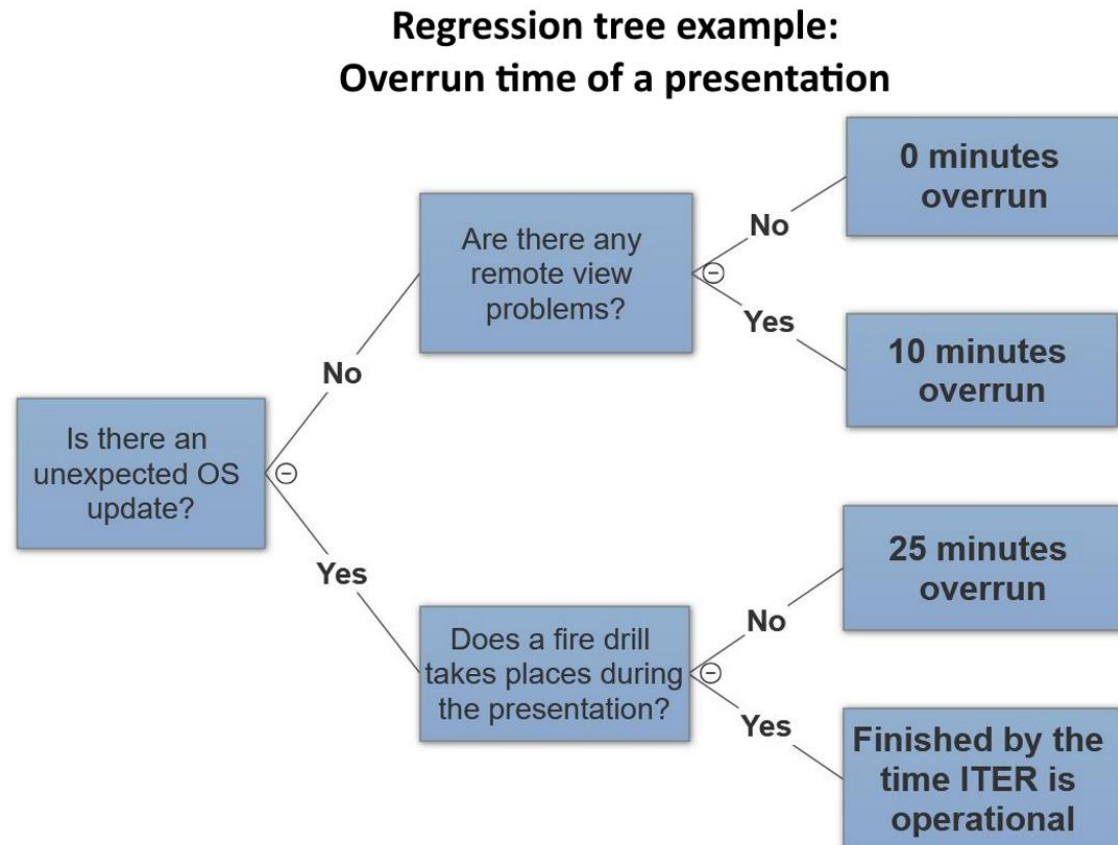 Regression tree example:
Overrun time of a presentation
Is there an
unexpected OS
update?
No
Yes
Are there any
remote view
problems?
No
Yes
0 minutes
overrun
10 minutes
overrun
Does a fire drill
takes places during
the presentation?
No
Yes
25 minutes
overrun
Finished by the
time ITER is
operational